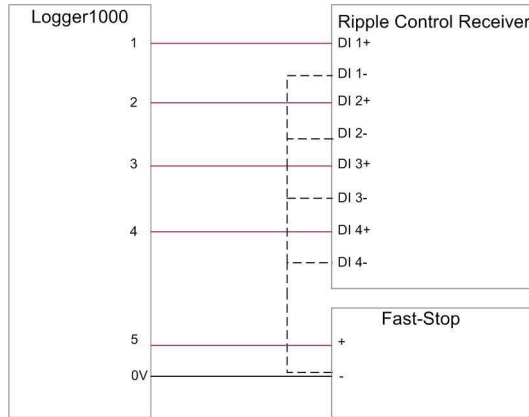 Logger1000
Ripple Control Receiver
1
DI 1+
DI 1-
2
DI 2+
DI 2-
3
DI 3+
DI 3-
4
DI 4+
DI 4-
Fast-Stop
5
+
0V
-